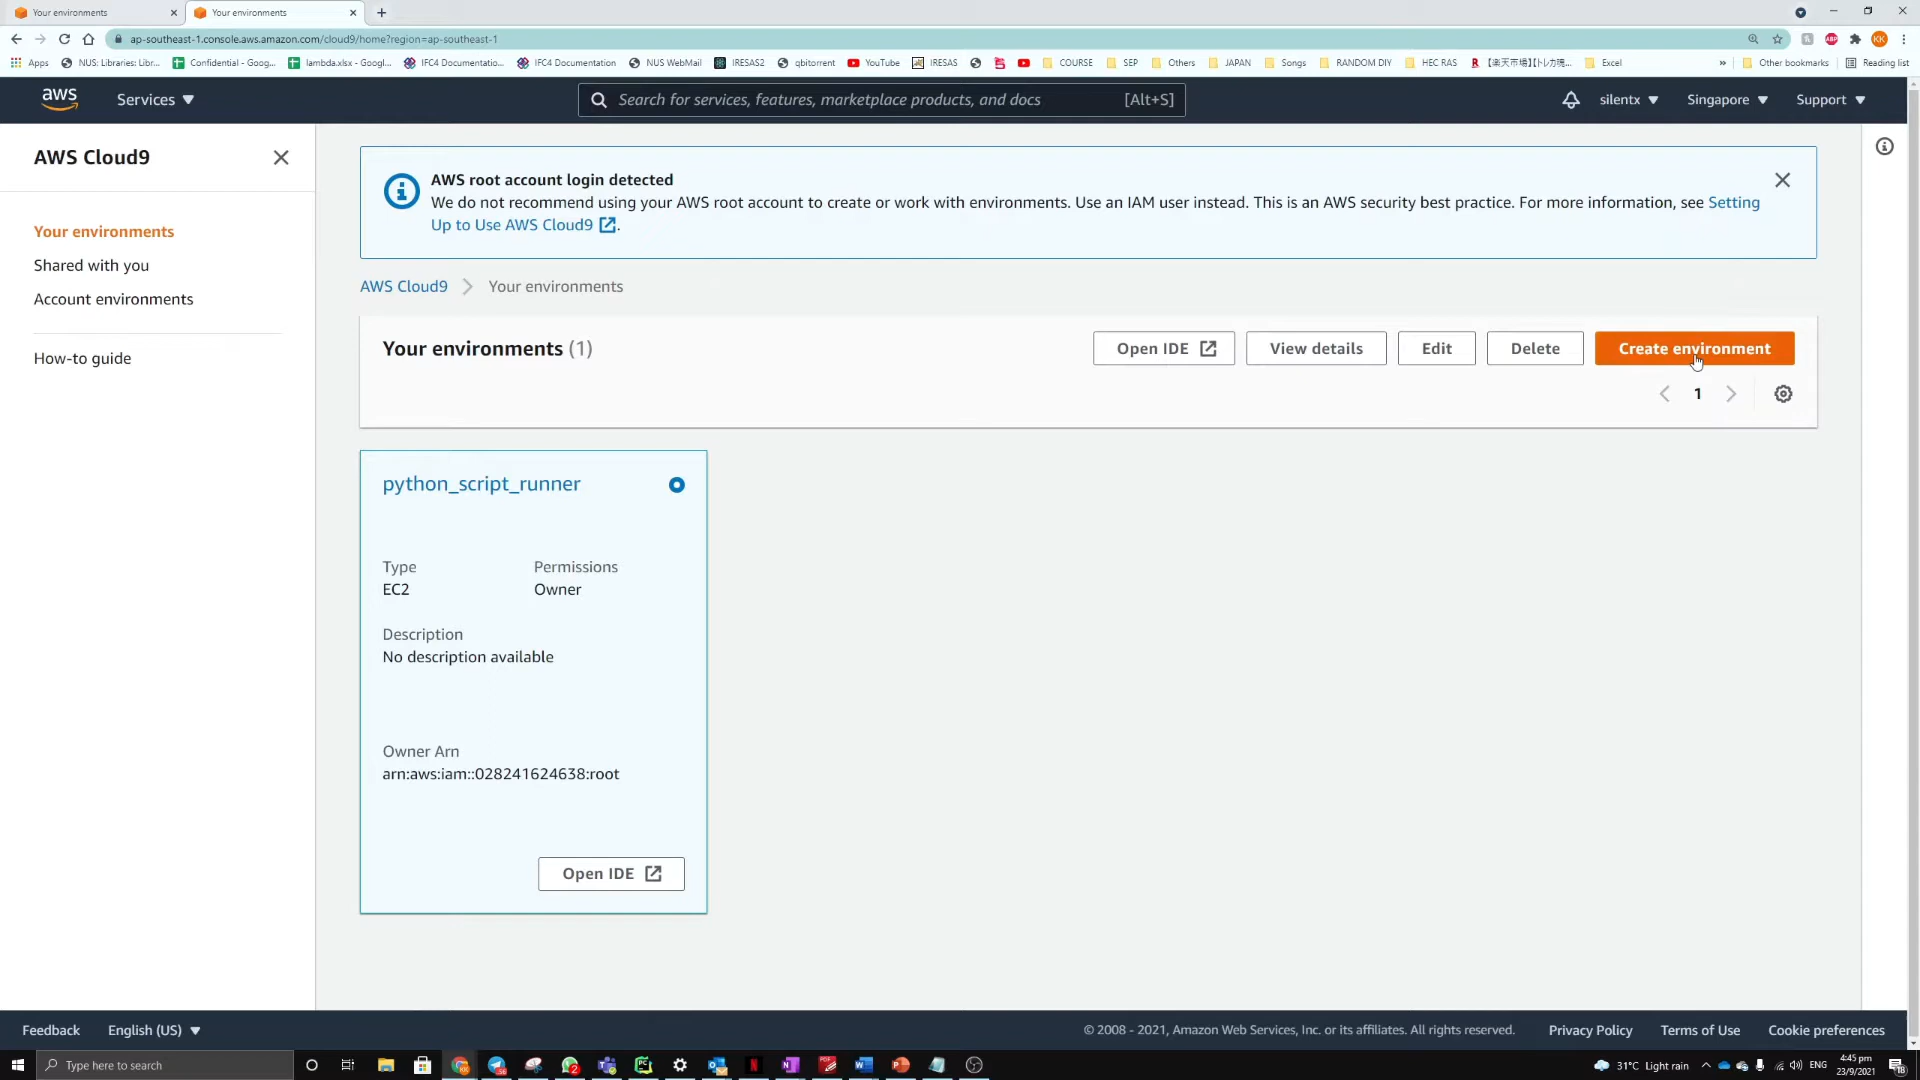 Your environments
Your environments
ap-southeast-1.console.aws.amazon.com/cloud9/home?region=ap-southeast-1
Apps
NUS: Libraries: Libr...
Confidential - Goog...
lambda.xlsx - Googl...
IFC4 Documentatio...
IFC4 Documentation
NUS WebMail
IRESAS2
qbitorrent
YouTube
IRESAS
COURSE
SEP
Others
JAPAN
Songs
RANDOM DIY
HEC RAS
Excel
»
Other bookmarks
Reading list
aws
Services
Search for services, features, marketplace products, and docs
[Alt+S]
silentx
Singapore
Support
AWS Cloud9
Your environments
Shared with you
Account environments
How-to guide
AWS root account login detected
We do not recommend using your AWS root account to create or work with environments. Use an IAM user instead. This is an AWS security best practice. For more information, see Setting
Up to Use AWS Cloud9 .
AWS Cloud9 > Your environments
Your environments (1)
Open IDE
View details
Edit
Delete
Create environment
1
python_script_runner
Type
EC2
Permissions
Owner
Description
No description available
Owner Arn
arn:aws:iam::028241624638:root
Open IDE
Feedback
English (US)
© 2008 - 2021, Amazon Web Services, Inc. or its affiliates. All rights reserved.
Privacy Policy
Terms of Use
Cookie preferences
Type here to search
31°C Light rain
ENG
4:45 pm
23/9/2021